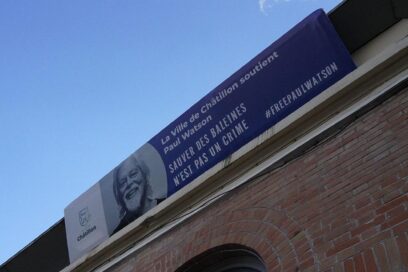 La Ville de Châtillon soutient
Paul Watson
SAUVER DES BALEINES
N'EST PAS UN CRIME
#FREEPAULWATSON
Châtillon